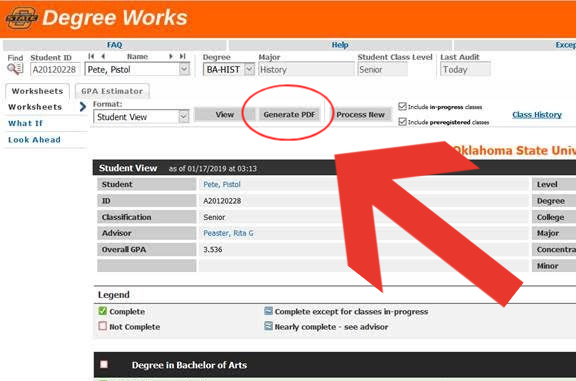 STATE Degree Works
FAQ Help Excep
Find Student ID Name Degree Major Student Class Level Last Audit
A20120228 Pete, Pistol BA-HIST History Senior Today
Worksheets GPA Estimator
Worksheets
What If
Look Ahead
Format:
Student View View Generate PDF Process New
Include in-progress classes
Include preregistered classes
Class History
Oklahoma State Univ
Student View as of 01/17/2019 at 03:13
Student Pete, Pistol Level
ID A20120228 Degree
Classification Senior College
Advisor Peaster, Rita G Major
Overall GPA 3.536 Concentra
Minor
Legend
Complete Complete except for classes in-progress
Not Complete Nearly complete - see advisor
Degree in Bachelor of Arts